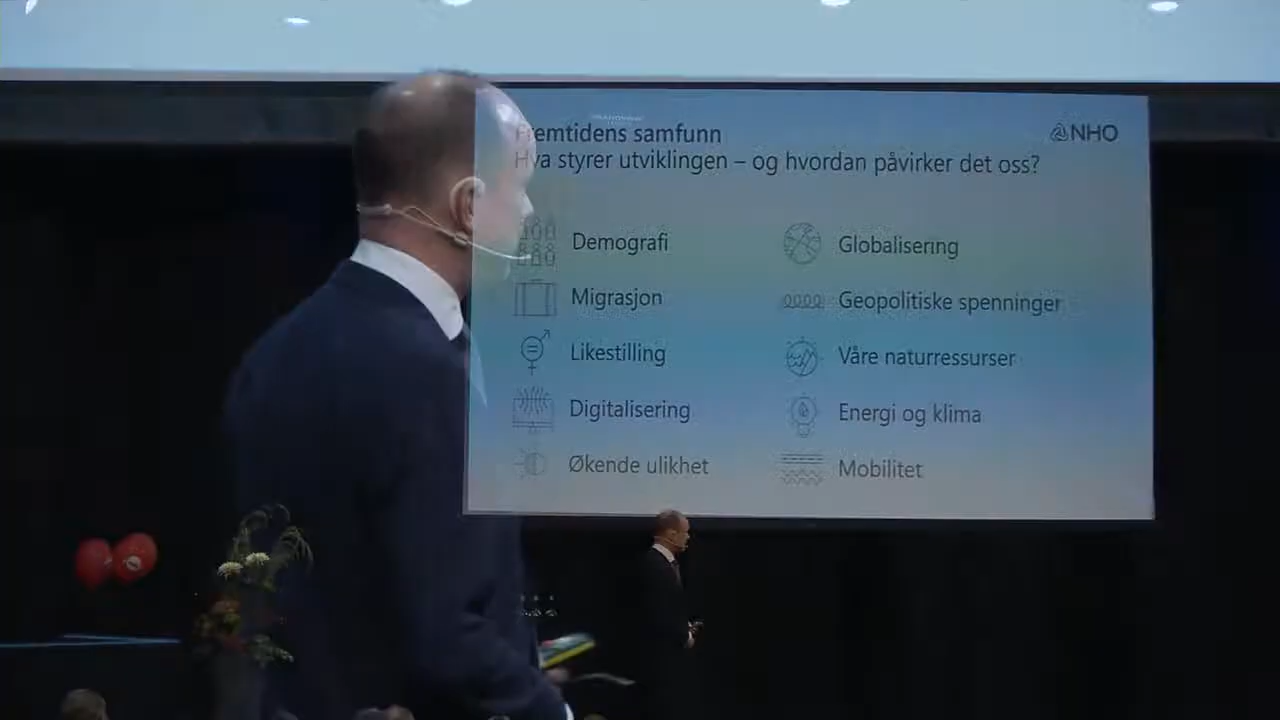 Fremtidens samfunn
NHO
Hva styrer utviklingen – og hvordan påvirker det oss?
Demografi
Migrasjon
Likestilling
Digitalisering
Økende ulikhet
Globalisering
Geopolitiske spenninger
Våre naturressurser
Energi og klima
Mobilitet